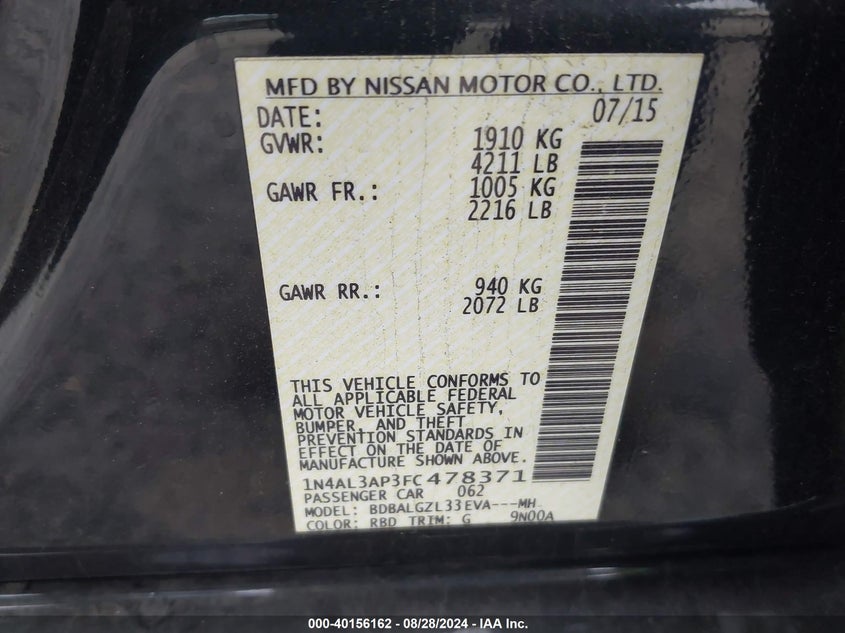 MFD BY NISSAN MOTOR CO., LTD.
DATE: 07/15
GVWR: 1910 KG
4211 LB
GAWR FR.: 1005 KG
2216 LB
GAWR RR.: 940 KG
2072 LB
THIS VEHICLE CONFORMS TO
ALL APPLICABLE FEDERAL
MOTOR VEHICLE SAFETY,
BUMPER, AND THEFT
PREVENTION STANDARDS IN
EFFECT ON THE DATE OF
MANUFACTURE SHOWN ABOVE.
1N4AL3AP3FC478371
PASSENGER CAR 062
MODEL: BDBALGZL33EVA---MH
COLOR: RBD TRIM: G 9N00A
000-40156162 - 08/28/2024 - IAA Inc.